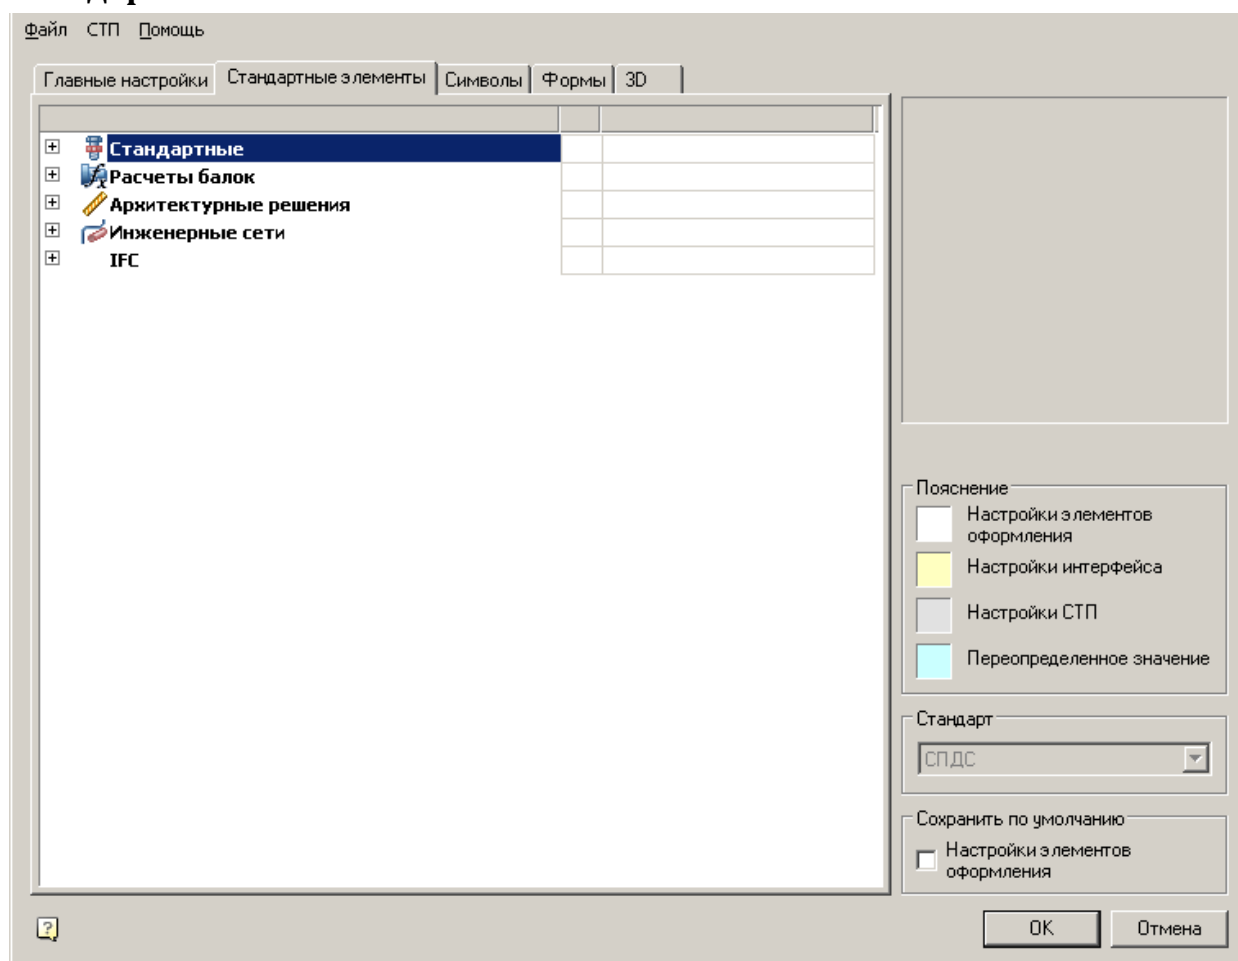 Файл СТП Помощь
Главные настройки Стандартные элементы Символы Формы 3D
Стандартные
Расчеты балок
Архитектурные решения
Инженерные сети
IFC
Пояснение
Настройки элементов
оформления
Настройки интерфейса
Настройки СТП
Переопределенное значение
Стандарт
СПДС
Сохранить по умолчанию
Настройки элементов
оформления
OK Отмена